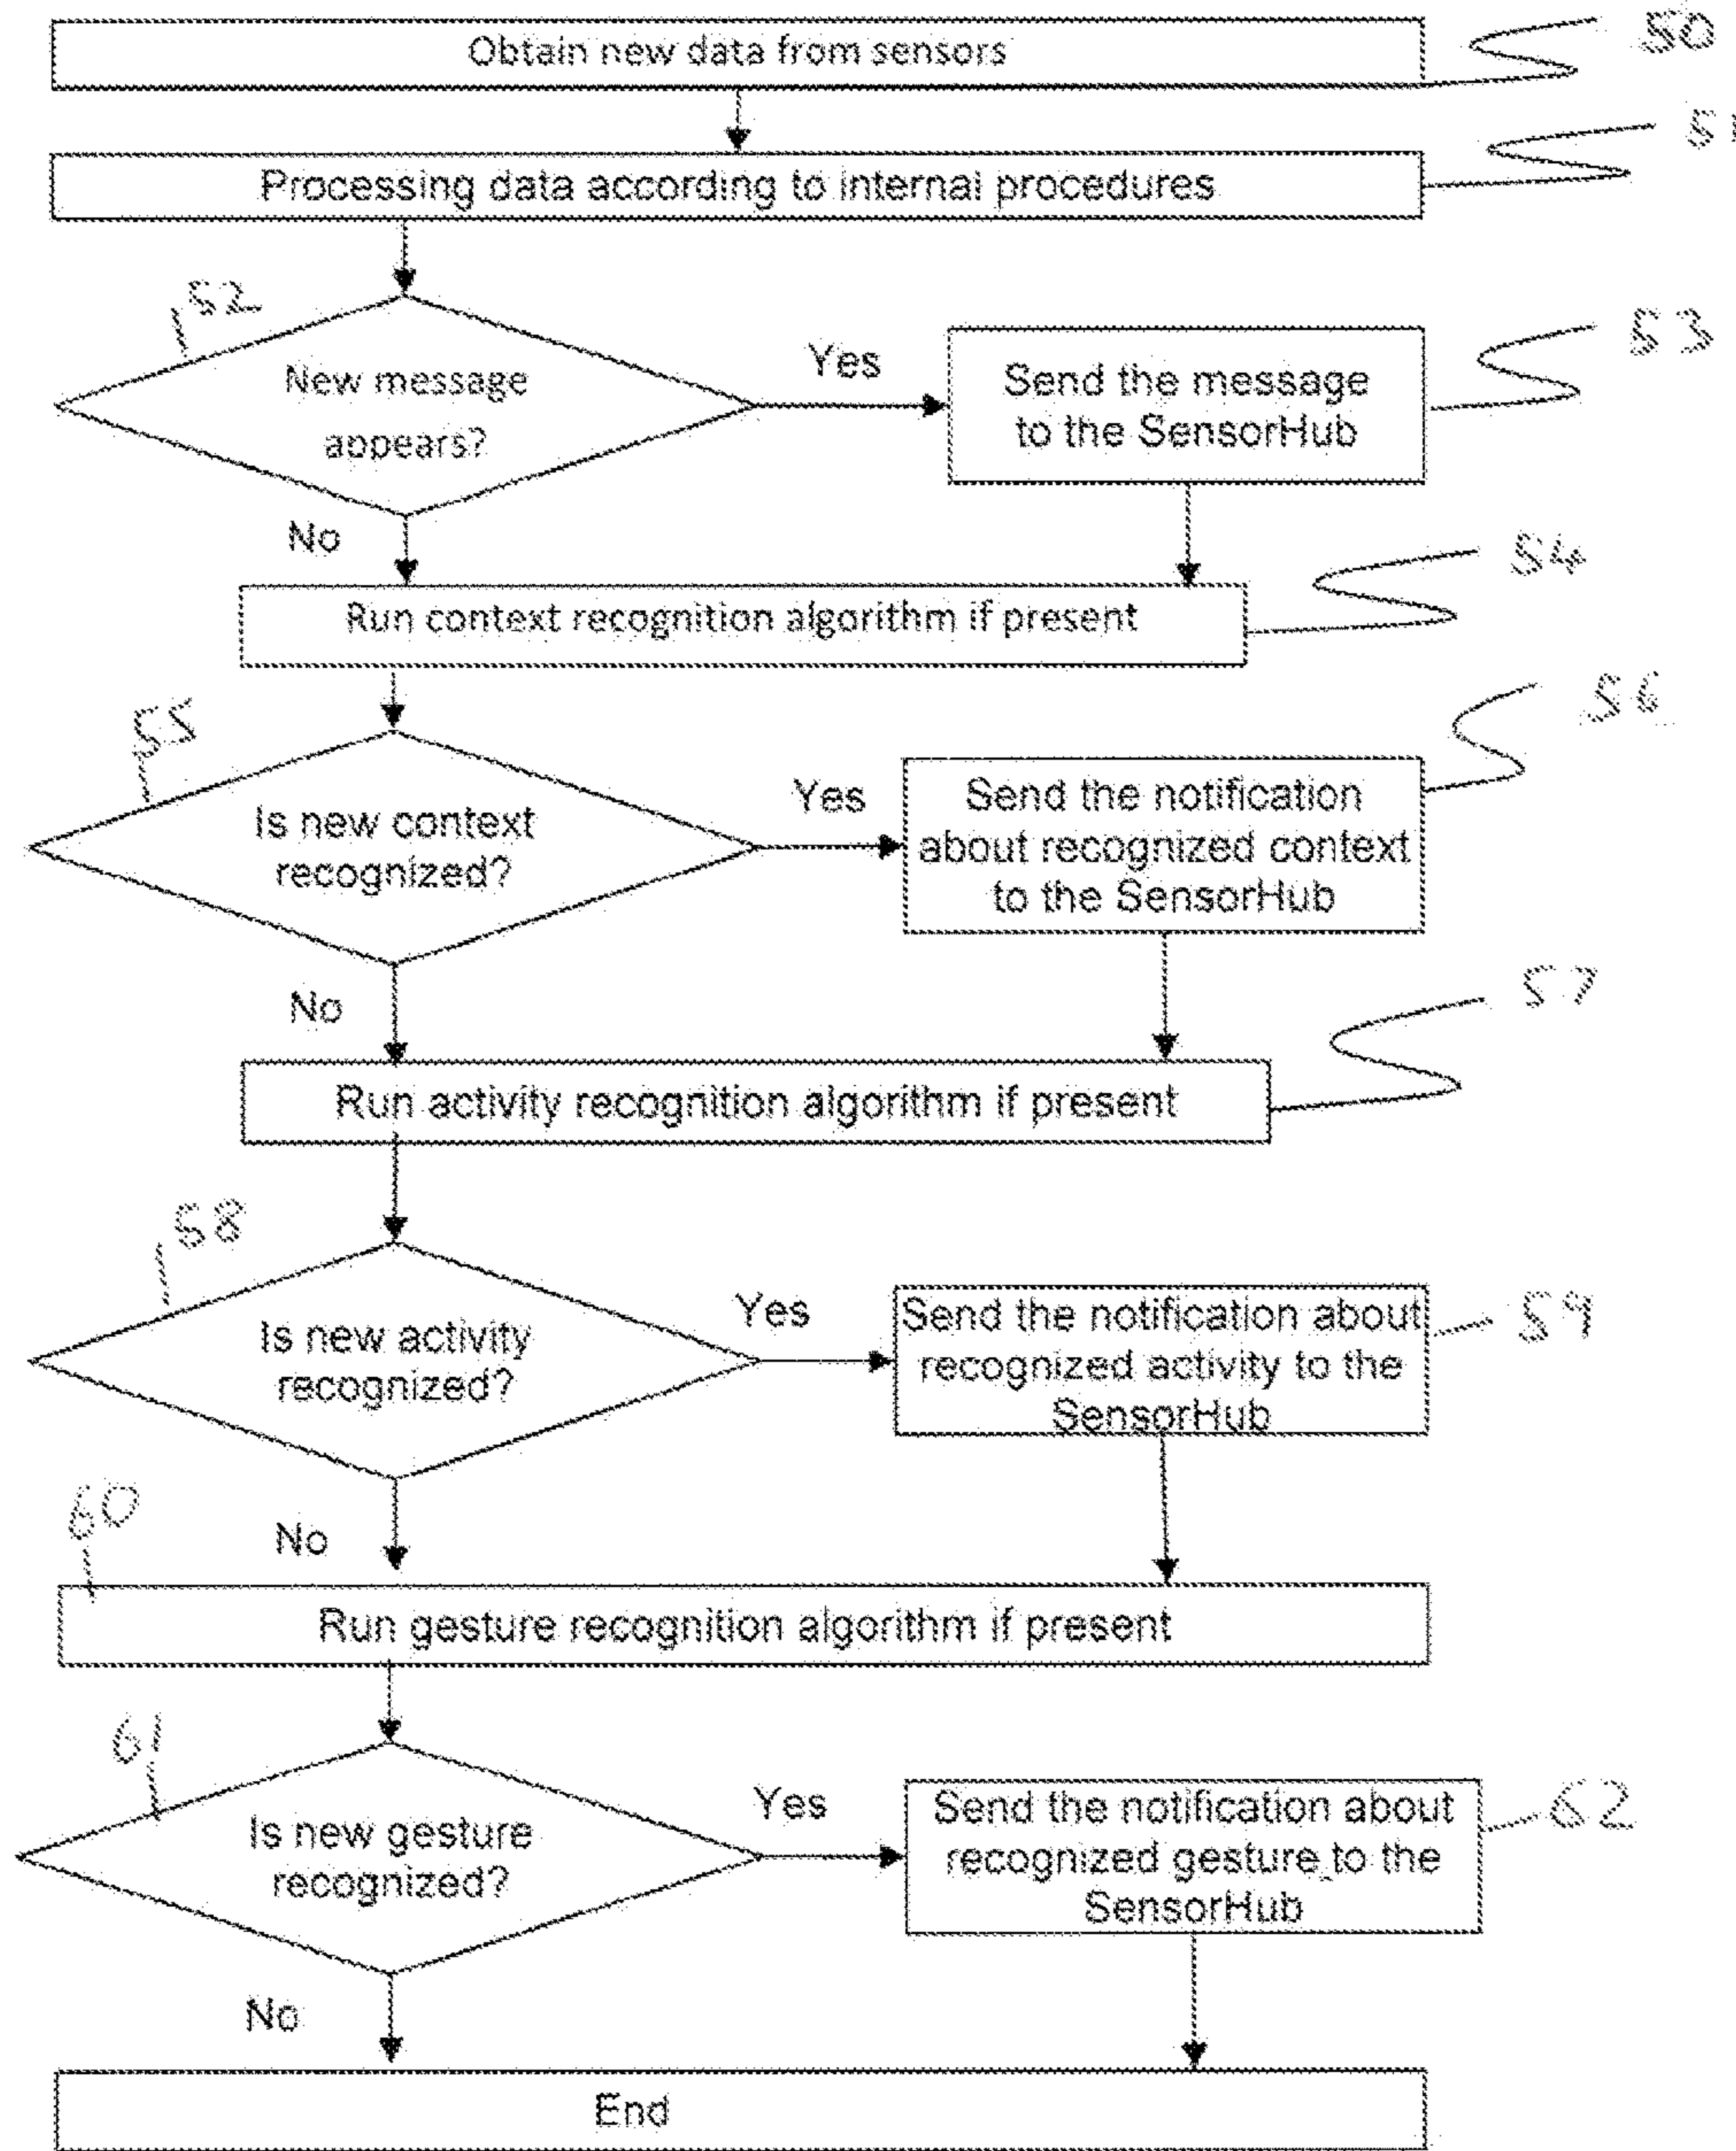 Obtain new data from sensors
50
Processing data according to internal procedures
51
52
New message
appears?
Yes
Send the message
to the SensorHub
53
No
Run context recognition algorithm if present
54
55
Is new context
recognized?
Yes
Send the notification
about recognized context
to the SensorHub
56
No
Run activity recognition algorithm if present
57
58
Is new activity
recognized?
Yes
Send the notification about
recognized activity to the
SensorHub
59
60
No
Run gesture recognition algorithm if present
61
Is new gesture
recognized?
Yes
Send the notification about
recognized gesture to the
SensorHub
62
No
End